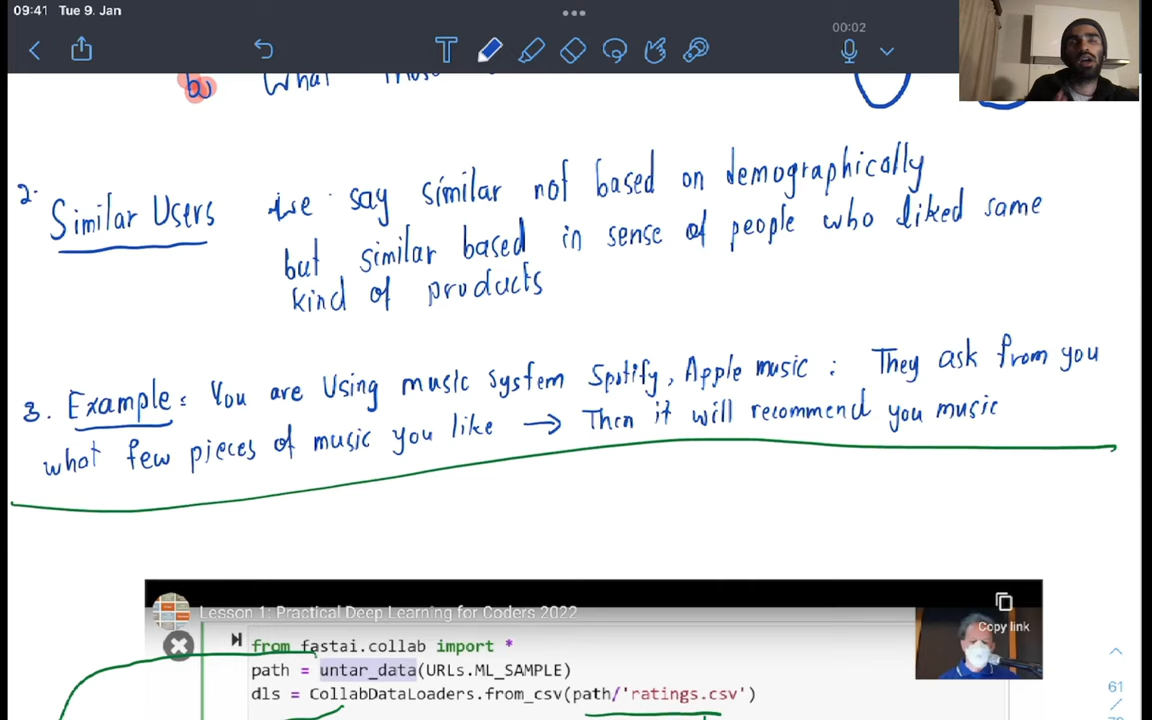 09:41 Tue 9. Jan
00:02
b) What
2. Similar Users we say similar not based on demographically
but similar based in sense of people who liked same
kind of products
3. Example: You are Using music system Spotify, Apple music : They ask from you
what few pieces of music you like → Then it will recommend you music
Lesson 1: Practical Deep Learning for Coders 2022
Copy link
from fastai.collab import *
path = untar_data(URLs.ML_SAMPLE)
dls = CollabDataLoaders.from_csv(path/'ratings.csv')
61
/